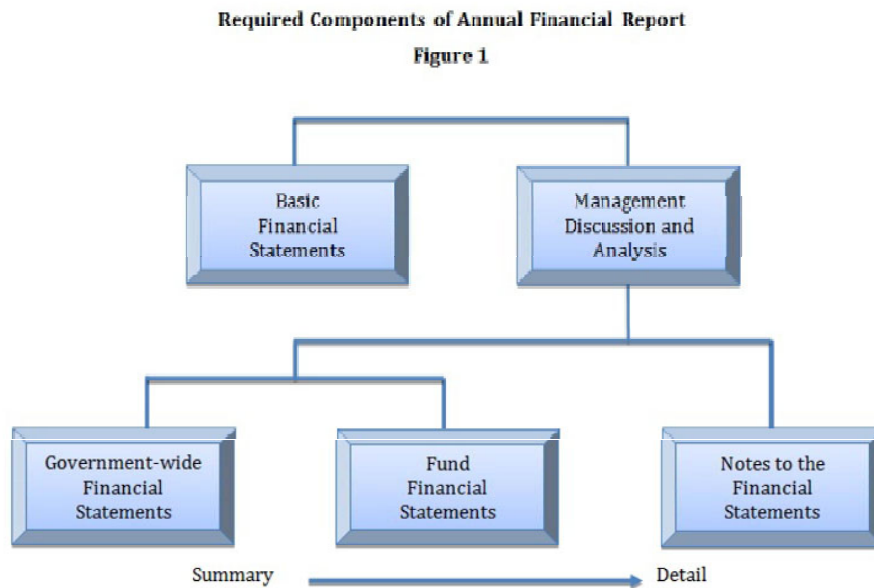 Required Components of Annual Financial Report
Figure 1
Basic
Financial
Statements
Management
Discussion and
Analysis
Government-wide
Financial
Statements
Fund
Financial
Statements
Notes to the
Financial
Statements
Summary
Detail